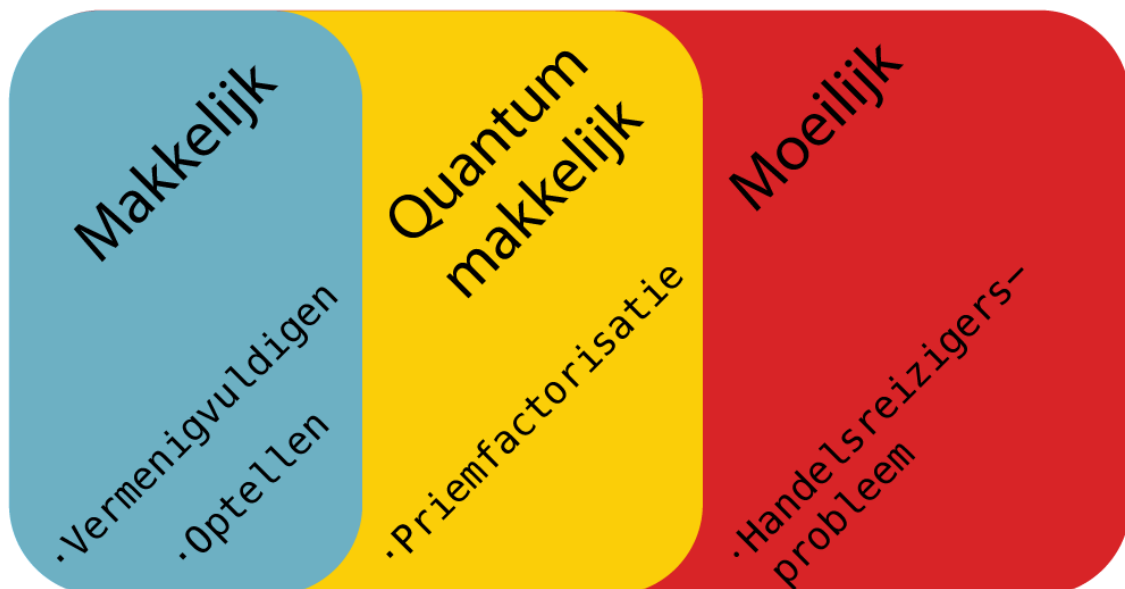 Makkelijk
·Vermenigvuldigen
·Optellen
Quantum
makkelijk
·Priemfactorisatie
Moeilijk
·Handelsreizigers–
probleem